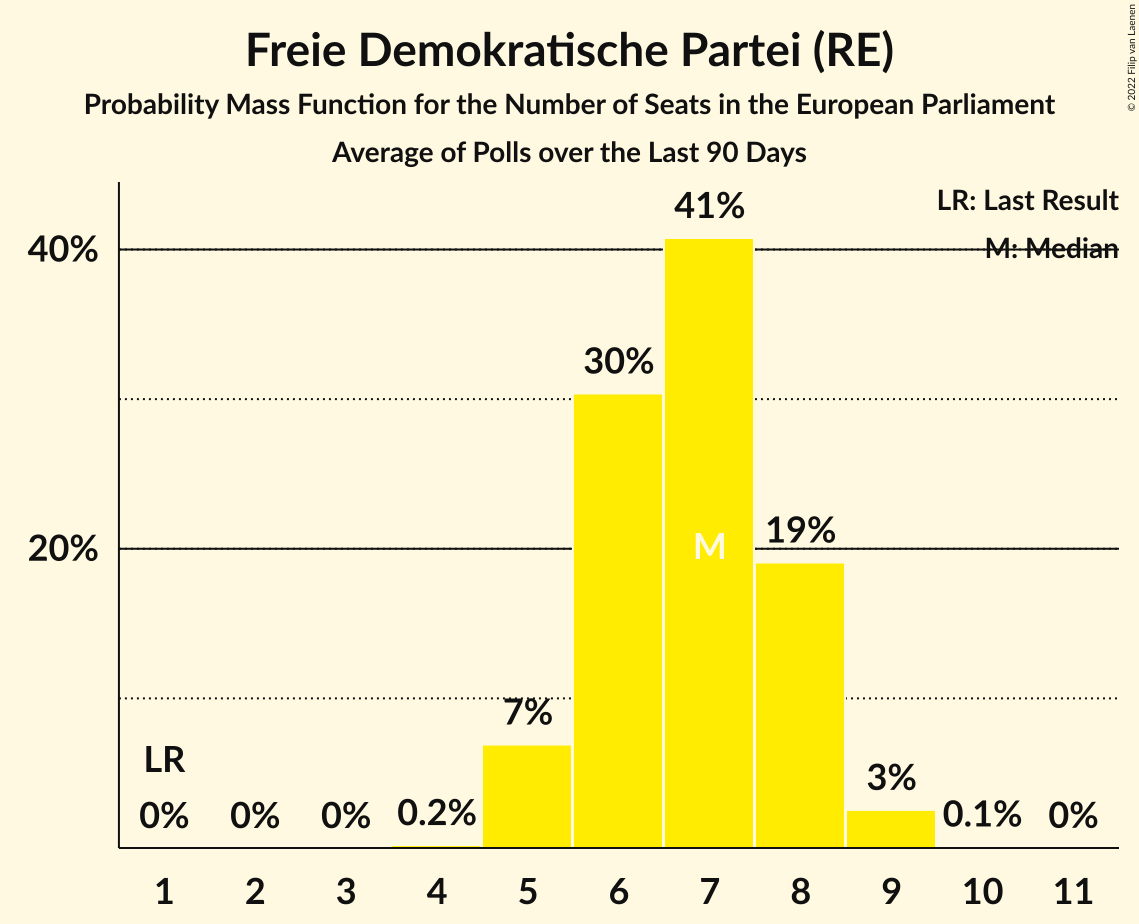 Freie Demokratische Partei (RE)
Probability Mass Function for the Number of Seats in the European Parliament
Average of Polls over the Last 90 Days
© 2022 Filip van Laenen
LR: Last Result
M: Median
40%
20%
41%
30%
M
19%
7%
LR
3%
0%
0%
0%
0.2%
0.1%
0%
1 2 3 4 5 6 7 8 9 10 11